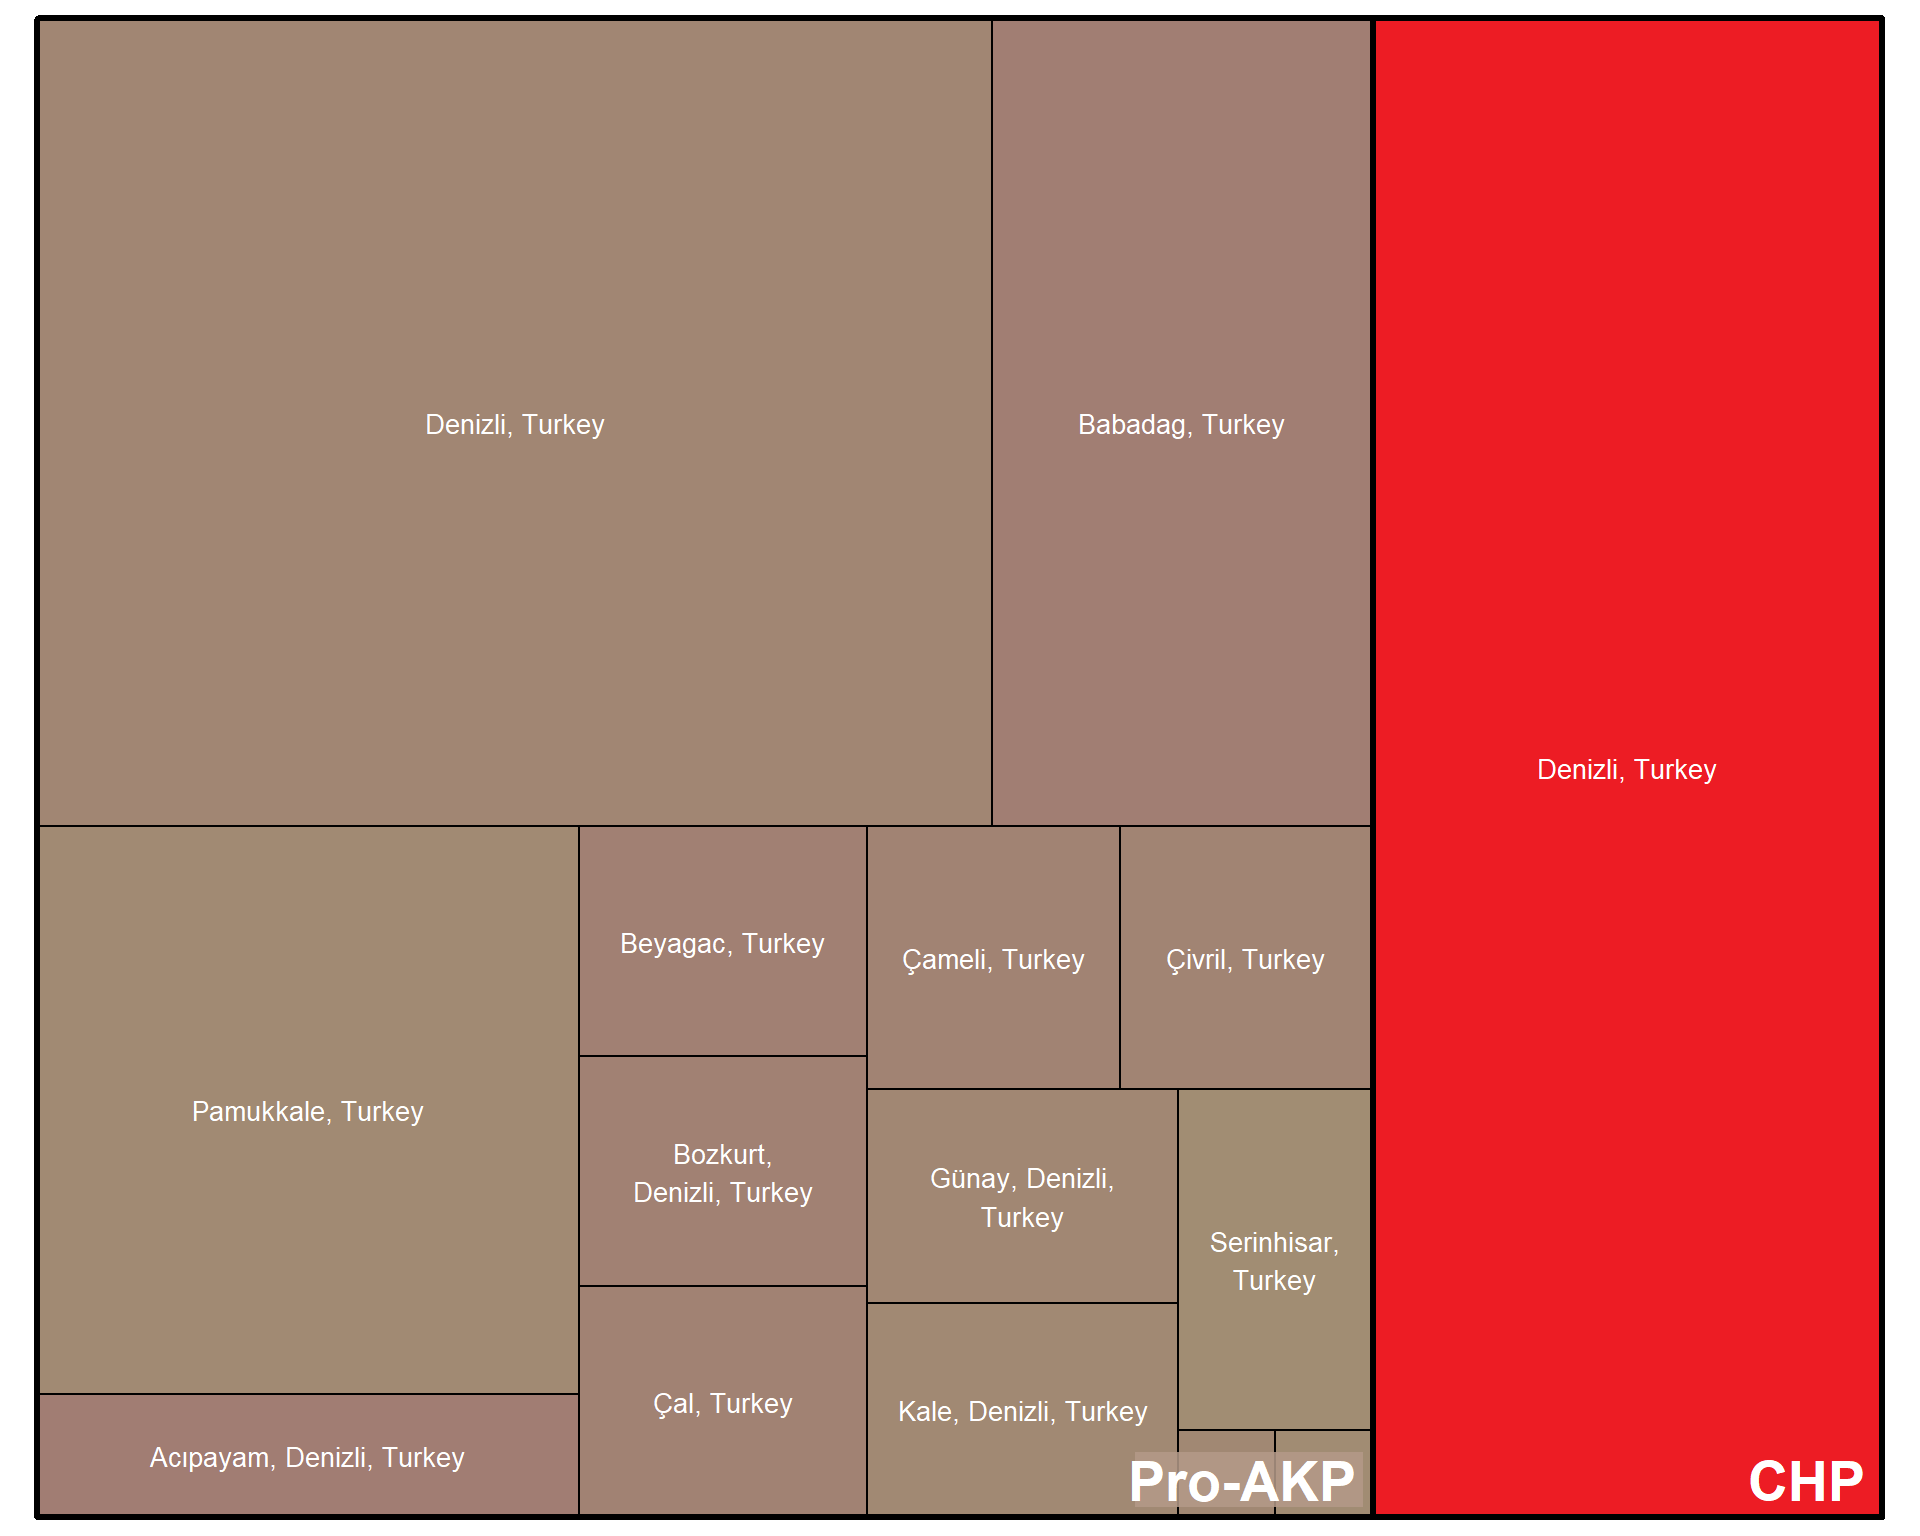 Denizli, Turkey
Babadag, Turkey
Denizli, Turkey
Pamukkale, Turkey
Beyagac, Turkey
Çameli, Turkey
Çivril, Turkey
Bozkurt,
Denizli, Turkey
Günay, Denizli,
Turkey
Serinhisar,
Turkey
Çal, Turkey
Kale, Denizli, Turkey
Acıpayam, Denizli, Turkey
Pro-AKP
CHP